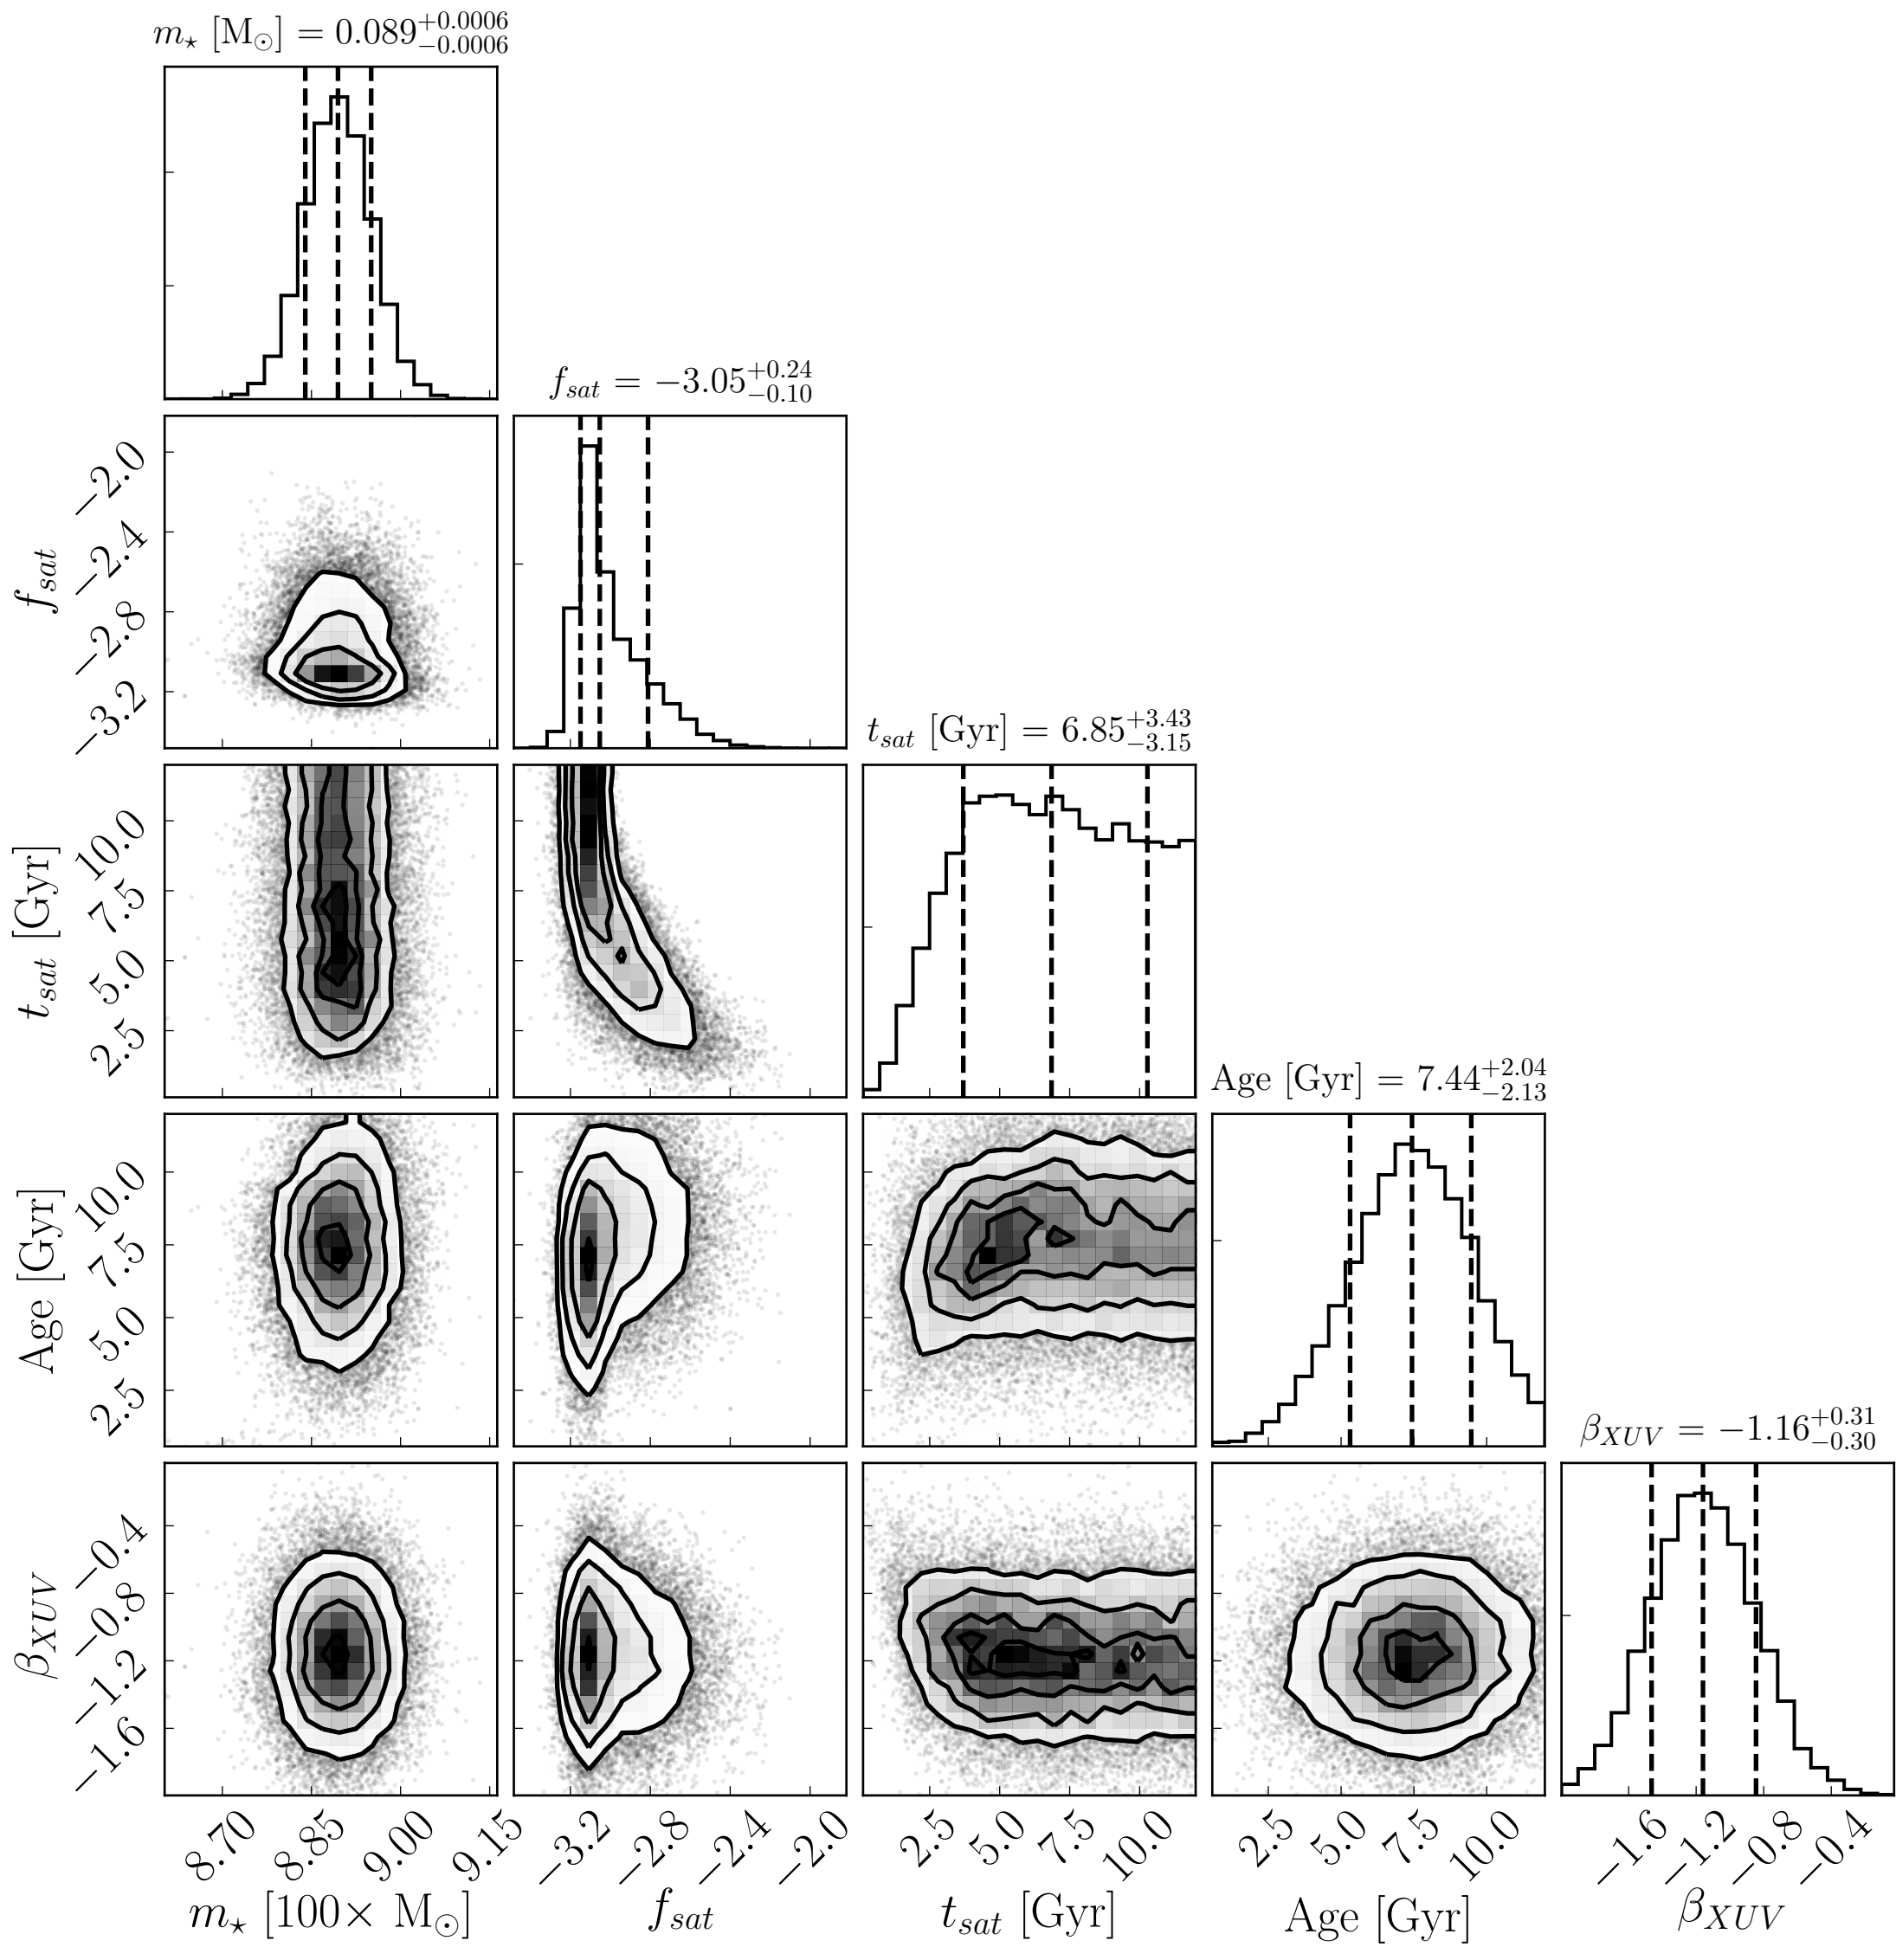 m⋆ [M⊙] = 0.089+0.0006−0.0006
fsat = −3.05+0.24−0.10
−2.0
−2.4
−2.8
−3.2
fsat
tsat [Gyr] = 6.85+3.43−3.15
10.0
7.5
5.0
2.5
tsat [Gyr]
Age [Gyr] = 7.44+2.04−2.13
10.0
7.5
5.0
2.5
Age [Gyr]
βXUV = −1.16+0.31−0.30
−0.4
−0.8
−1.2
−1.6
βXUV
8.70 8.85 9.00 9.15
−3.2 −2.8 −2.4 −2.0
2.5 5.0 7.5 10.0
2.5 5.0 7.5 10.0
−1.6 −1.2 −0.8 −0.4
m⋆ [100× M⊙]
fsat
tsat [Gyr]
Age [Gyr]
βXUV